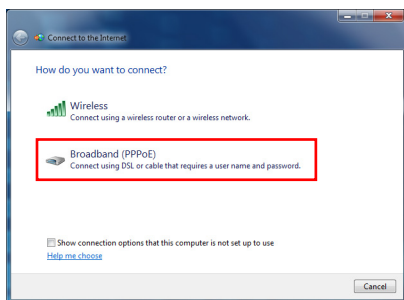 Connect to the Internet
How do you want to connect?
Wireless
Connect using a wireless router or a wireless network.
Broadband (PPPoE)
Connect using DSL or cable that requires a user name and password.
Show connection options that this computer is not set up to use
Help me choose
Cancel